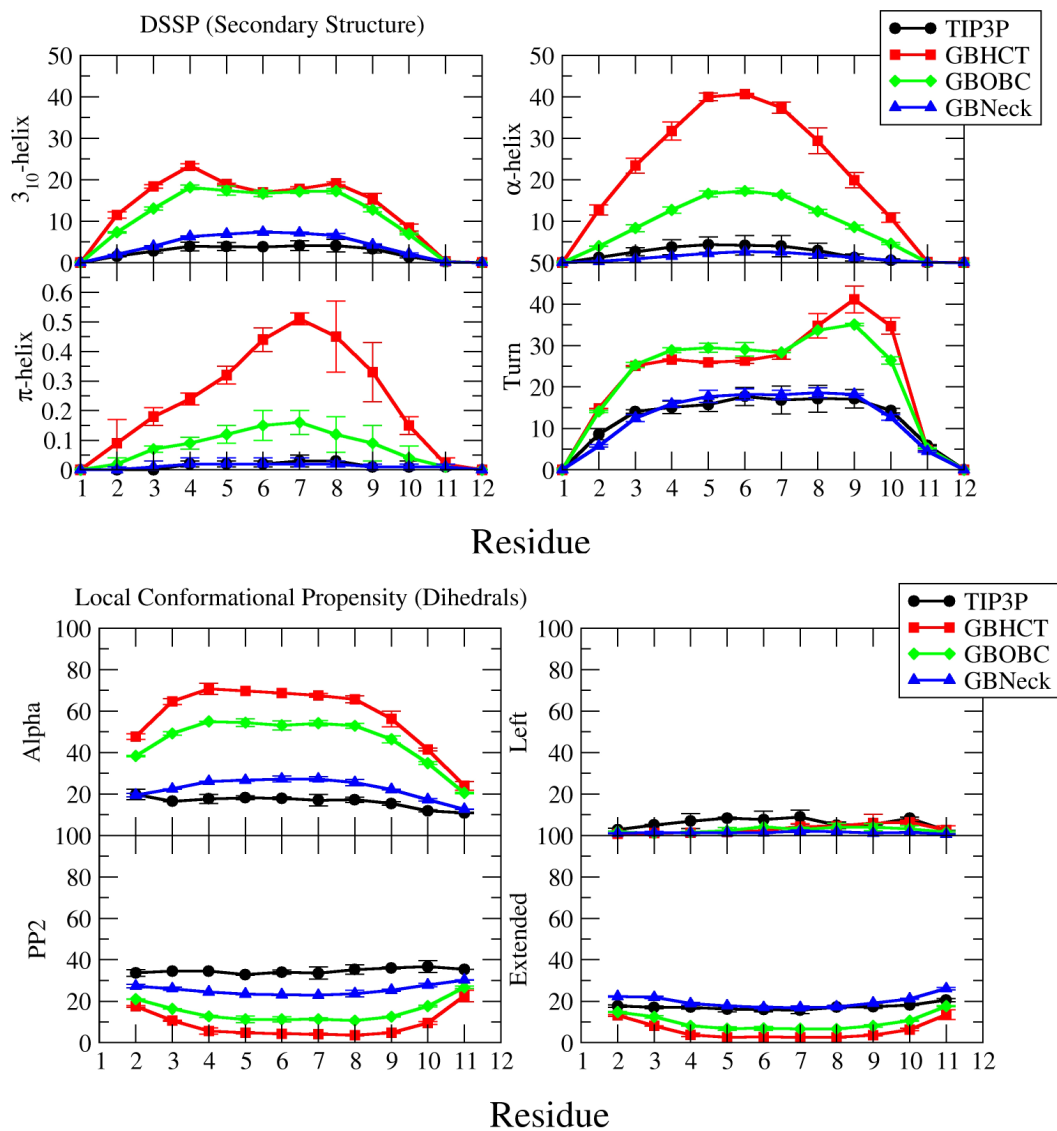 DSSP (Secondary Structure)
TIP3P
GBHCT
GBOBC
GBNeck
50
40
30
20
10
0
3₁₀-helix
50
40
30
20
10
50
α-helix
0.6
0.5
0.4
0.3
0.2
0.1
0
π-helix
1 2 3 4 5 6 7 8 9 10 11 12
40
30
20
10
0
Turn
1 2 3 4 5 6 7 8 9 10 11 12
Residue
Local Conformational Propensity (Dihedrals)
TIP3P
GBHCT
GBOBC
GBNeck
100
80
60
40
20
100
Alpha
100
80
60
40
20
100
Left
80
60
40
20
0
PP2
1 2 3 4 5 6 7 8 9 10 11 12
80
60
40
20
0
Extended
1 2 3 4 5 6 7 8 9 10 11 12
Residue